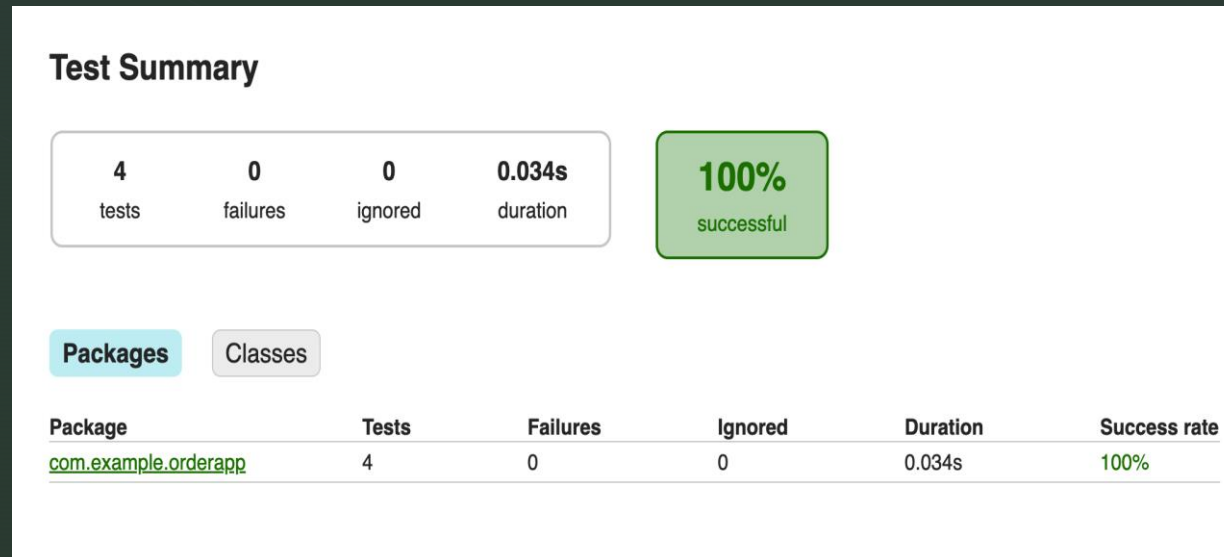 Test Summary
4 0 0 0.034s
tests failures ignored duration
100%
successful
Packages Classes
Package Tests Failures Ignored Duration Success rate
com.example.orderapp 4 0 0 0.034s 100%